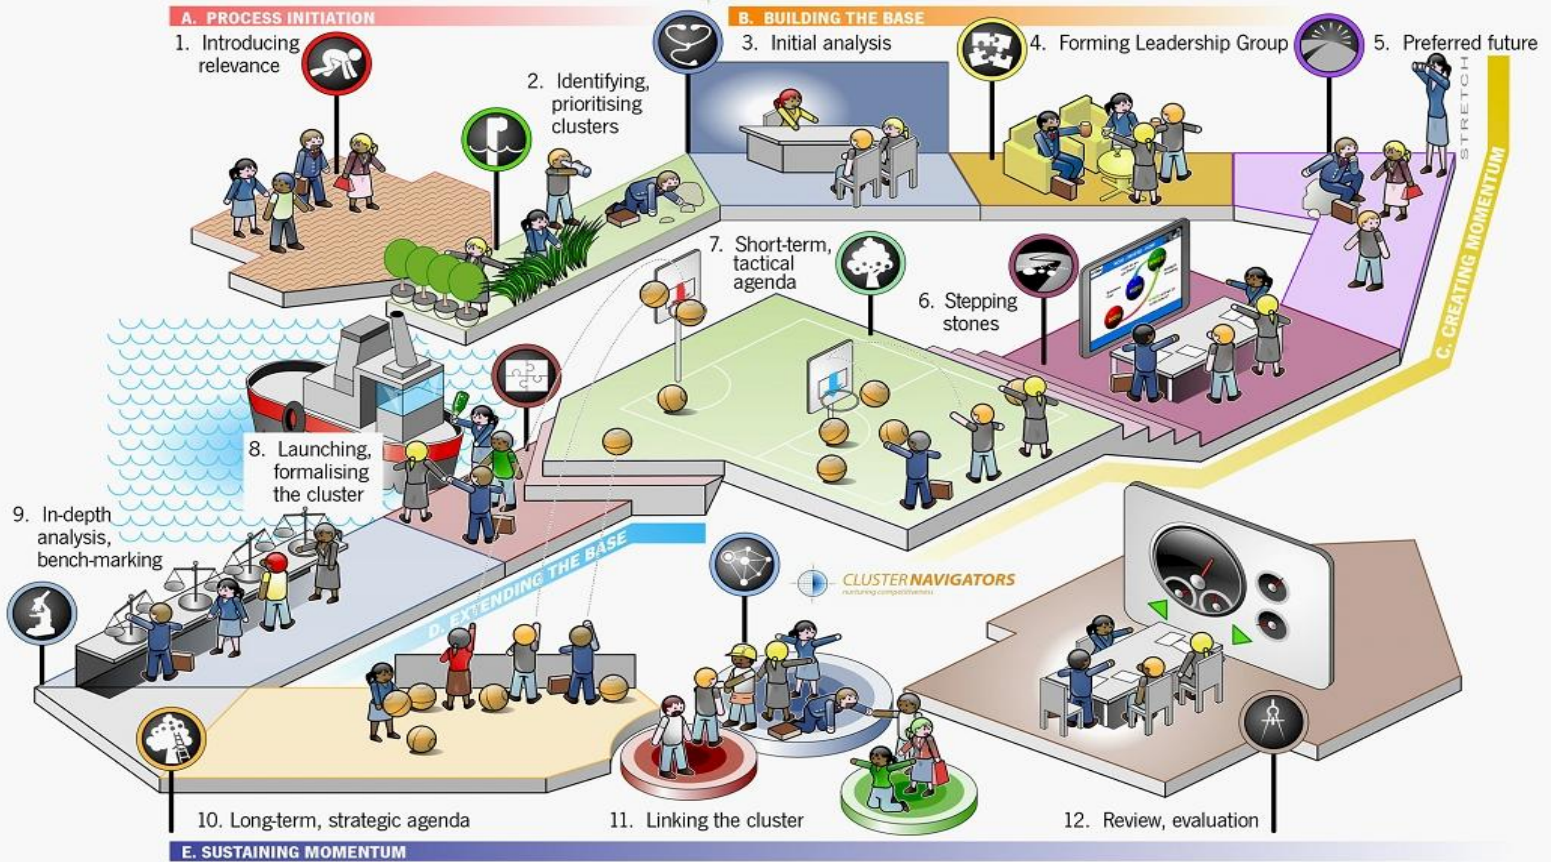 A. PROCESS INITIATION
1. Introducing
relevance
2. Identifying,
prioritising
clusters
B. BUILDING THE BASE
3. Initial analysis
4. Forming Leadership Group
5. Preferred future
STRETCH
C. CREATING MOMENTUM
6. Stepping
stones
7. Short-term,
tactical
agenda
8. Launching,
formalising
the cluster
D. EXTENDING THE BASE
9. In-depth
analysis,
bench-marking
CLUSTER NAVIGATORS
nurturing competitiveness
10. Long-term, strategic agenda
11. Linking the cluster
12. Review, evaluation
E. SUSTAINING MOMENTUM